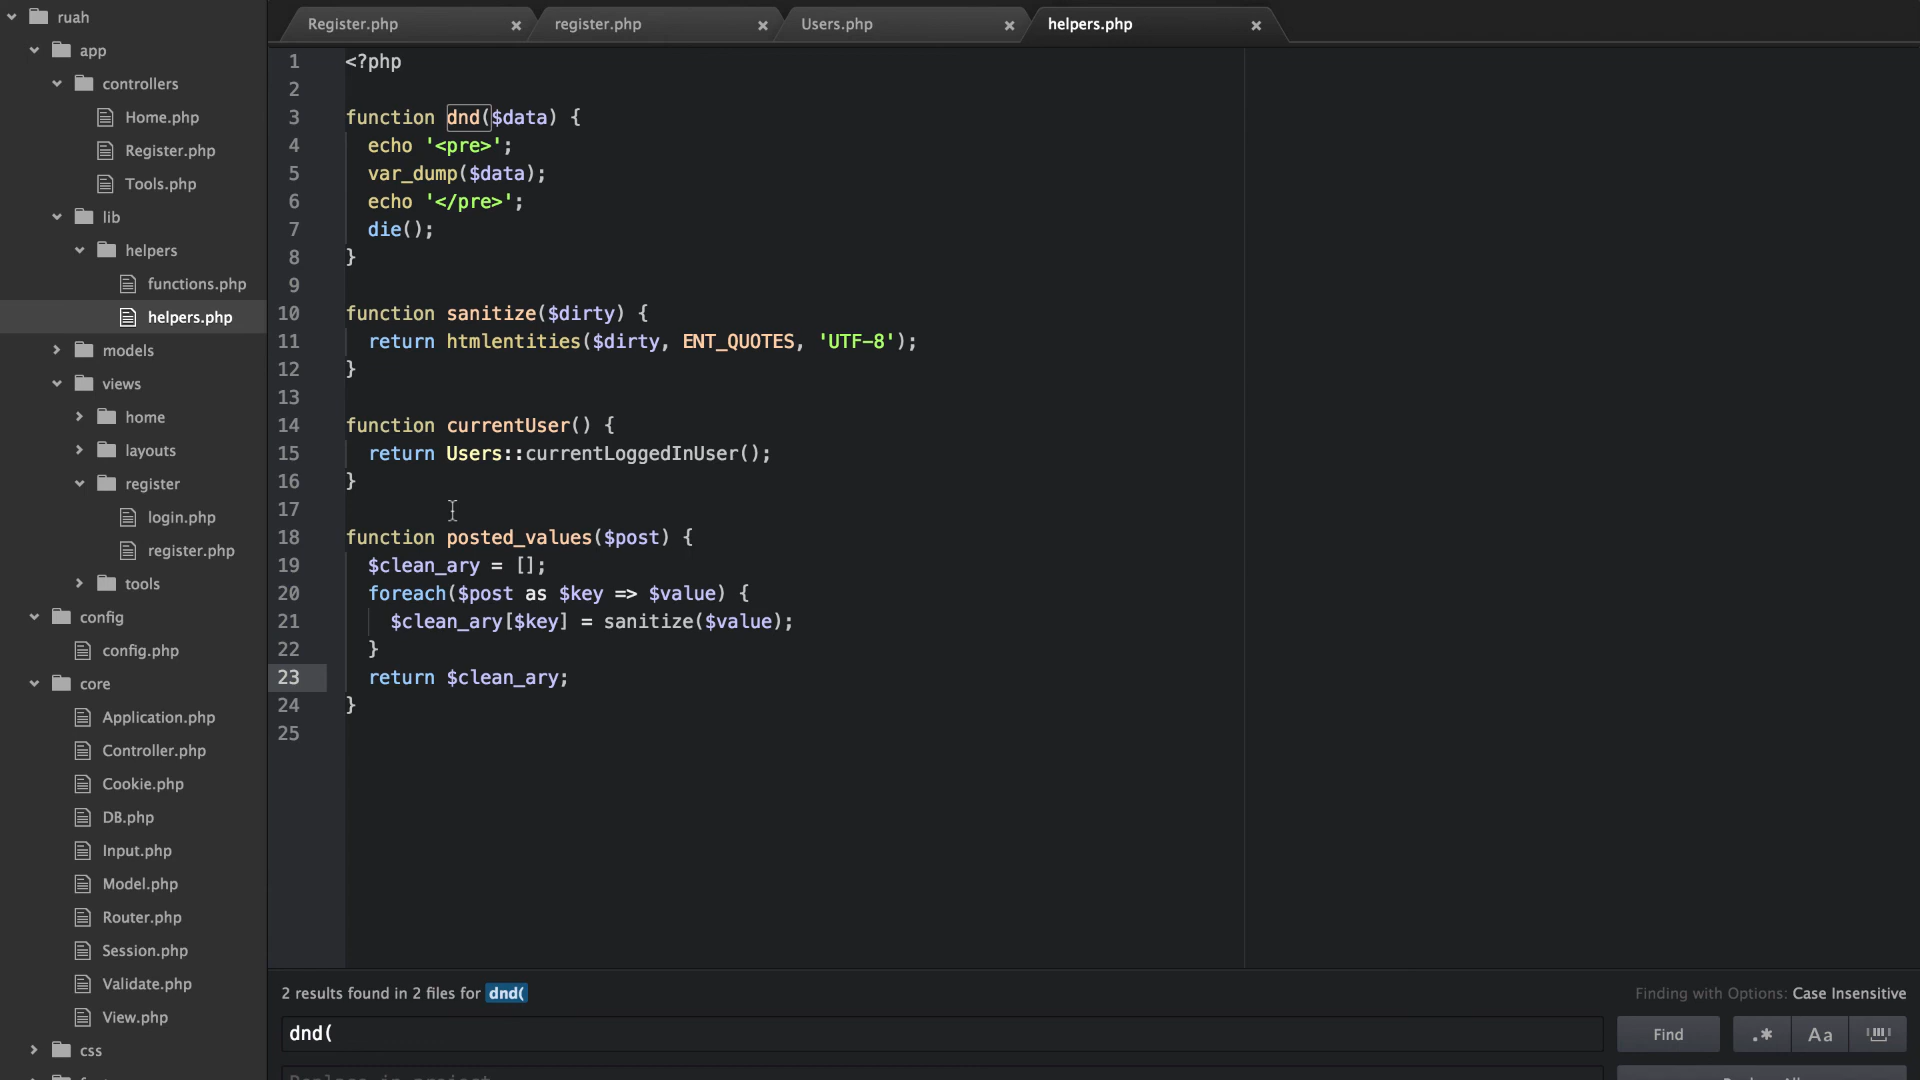 ruah
app
controllers
Home.php
Register.php
Tools.php
lib
helpers
functions.php
helpers.php
models
views
home
layouts
register
login.php
register.php
tools
config
config.php
core
Application.php
Controller.php
Cookie.php
DB.php
Input.php
Model.php
Router.php
Session.php
Validate.php
View.php
css
Register.php
register.php
Users.php
helpers.php
1 <?php
2
3 function dnd($data) {
4 echo '<pre>';
5 var_dump($data);
6 echo '</pre>';
7 die();
8 }
9
10 function sanitize($dirty) {
11 return htmlentities($dirty, ENT_QUOTES, 'UTF-8');
12 }
13
14 function currentUser() {
15 return Users::currentLoggedInUser();
16 }
17
18 function posted_values($post) {
19 $clean_ary = [];
20 foreach($post as $key => $value) {
21 $clean_ary[$key] = sanitize($value);
22 }
23 return $clean_ary;
24 }
25
2 results found in 2 files for dnd(
Finding with Options: Case Insensitive
dnd(
Find
.*
Aa
Replace in project